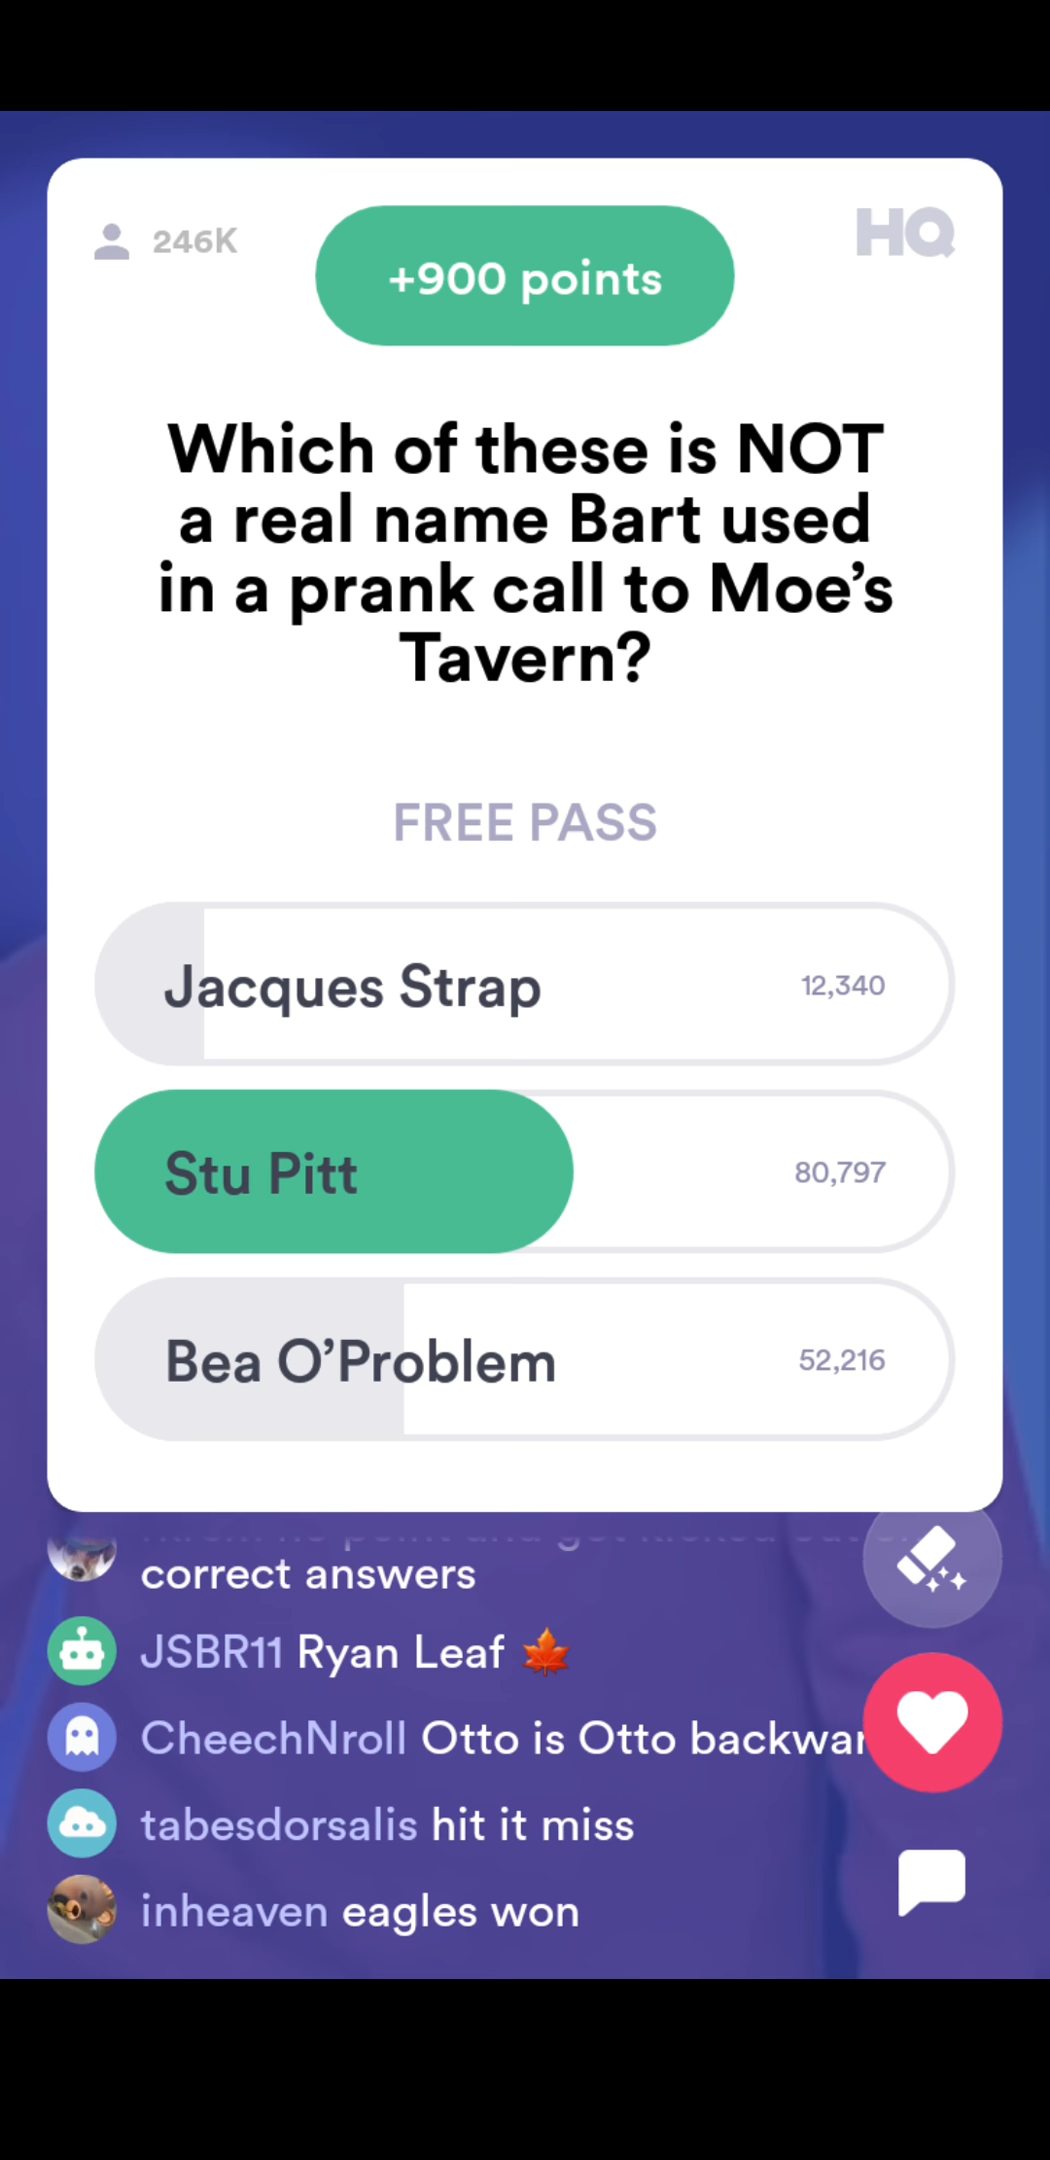 246K
+900 points
HQ
Which of these is NOT
a real name Bart used
in a prank call to Moe’s
Tavern?
FREE PASS
Jacques Strap 12,340
Stu Pitt 80,797
Bea O’Problem 52,216
correct answers
JSBR11 Ryan Leaf 🍁
CheechNroll Otto is Otto backwar
tabesdorsalis hit it miss
inheaven eagles won